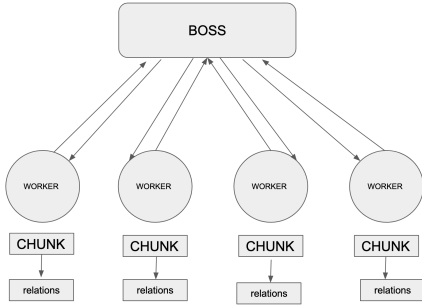 BOSS
WORKER
WORKER
WORKER
WORKER
CHUNK
CHUNK
CHUNK
CHUNK
relations
relations
relations
relations